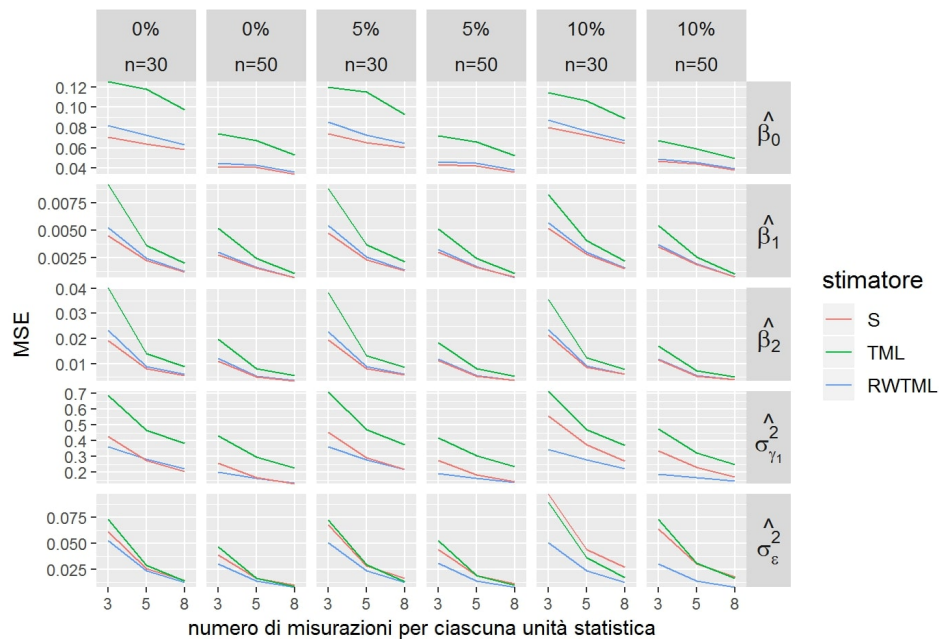 0% 0% 5% 5% 10% 10%
n=30 n=50 n=30 n=50 n=30 n=50
0.12
0.10
0.08
0.06
0.04
β̂₀
0.0075
0.0050
0.0025
β̂₁
0.04
0.03
0.02
0.01
β̂₂
0.7
0.6
0.5
0.4
0.3
0.2
σ̂²γ₁
0.075
0.050
0.025
σ̂²ε
MSE
3 5 8 3 5 8 3 5 8 3 5 8 3 5 8 3 5 8
numero di misurazioni per ciascuna unità statistica
stimatore
S
TML
RWTML